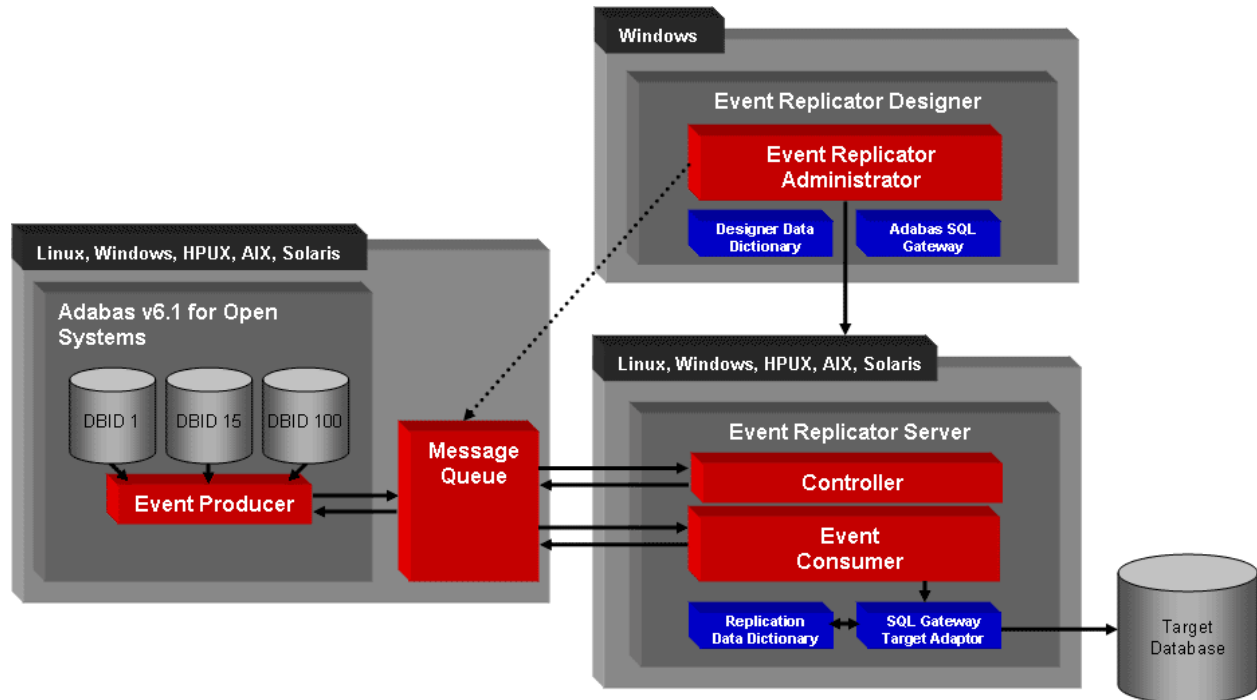 Windows
Event Replicator Designer
Event Replicator
Administrator
Designer Data
Dictionary
Adabas SQL
Gateway
Linux, Windows, HPUX, AIX, Solaris
Adabas v6.1 for Open
Systems
DBID 1
DBID 15
DBID 100
Event Producer
Message
Queue
Linux, Windows, HPUX, AIX, Solaris
Event Replicator Server
Controller
Event
Consumer
Replication
Data Dictionary
SQL Gateway
Target Adaptor
Target
Database